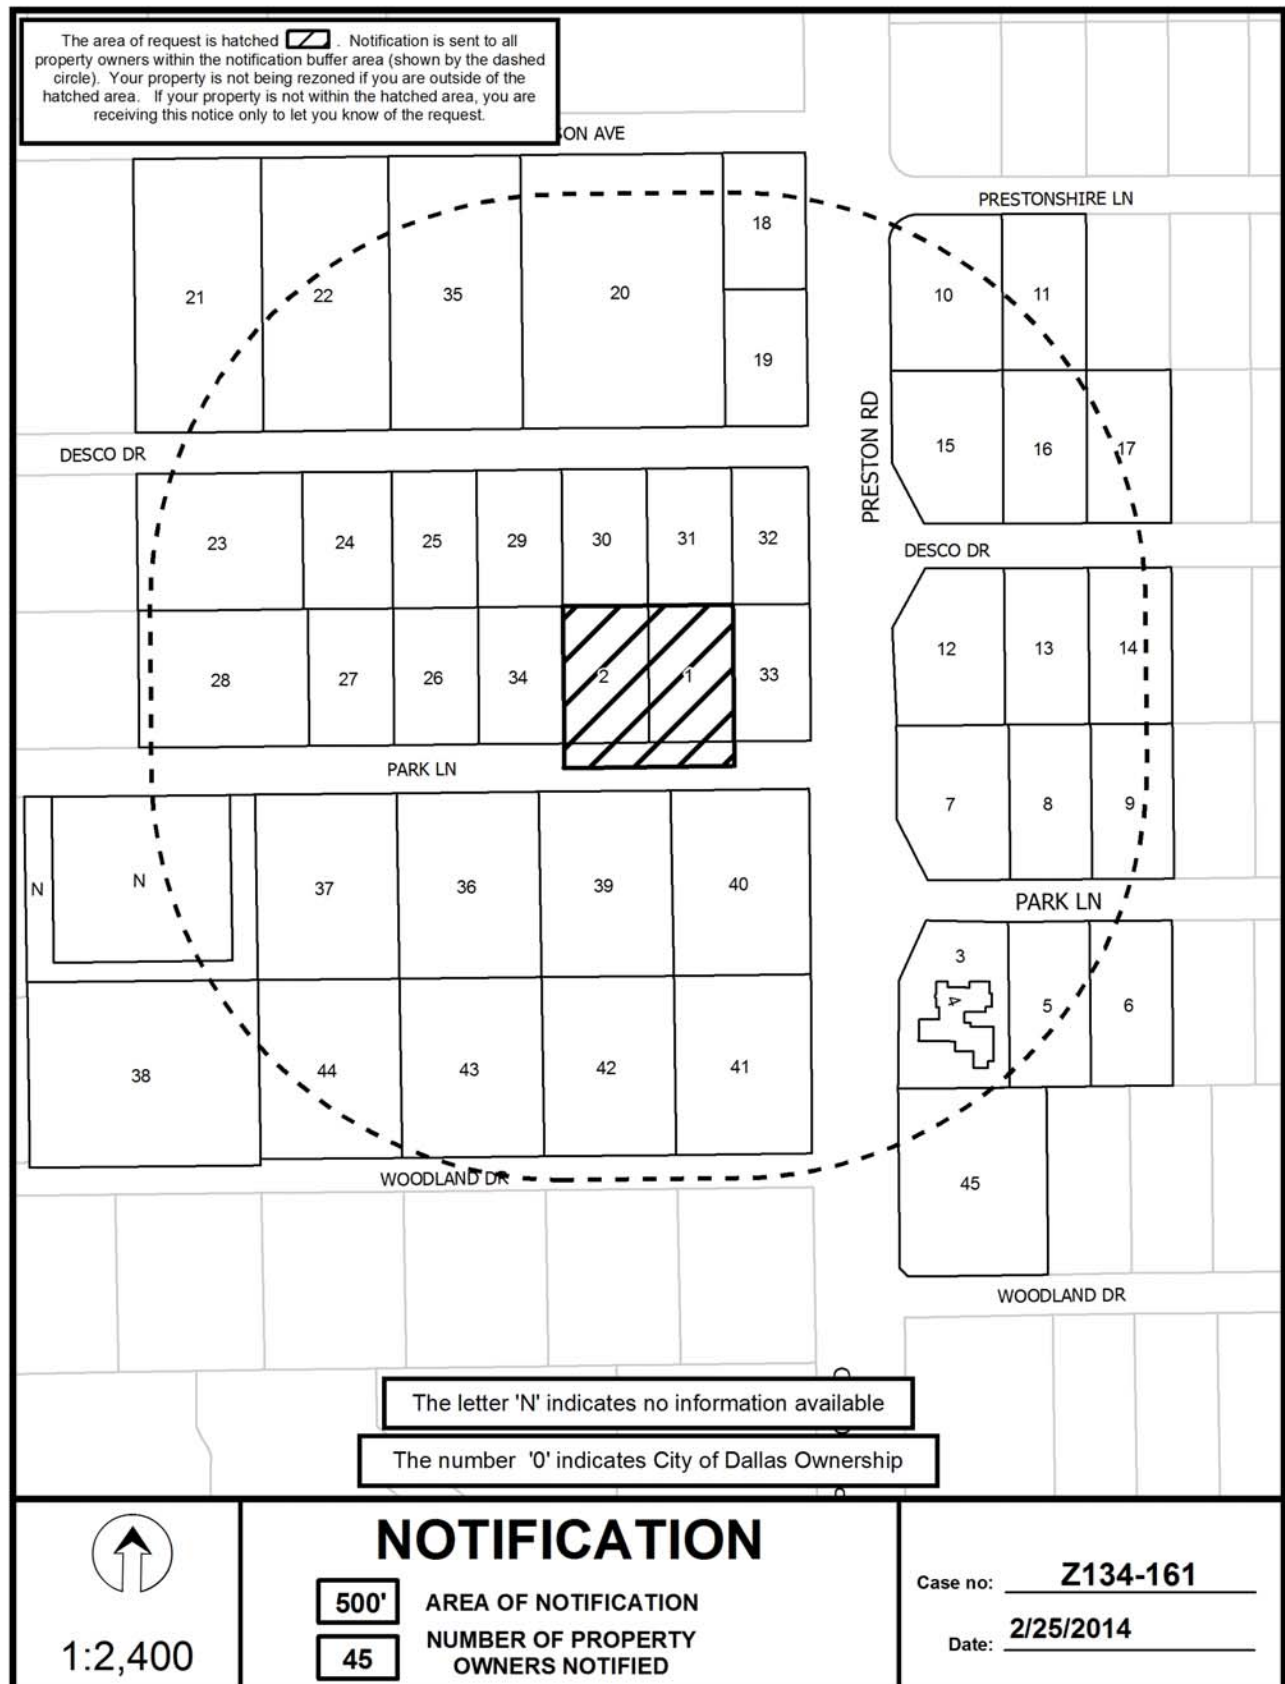 The area of request is hatched . Notification is sent to all
property owners within the notification buffer area (shown by the dashed
circle). Your property is not being rezoned if you are outside of the
hatched area. If your property is not within the hatched area, you are
receiving this notice only to let you know of the request.
SON AVE
PRESTONSHIRE LN
18
21
22
35
20
10
11
19
PRESTON RD
DESCO DR
15
16
17
23
24
25
29
30
31
32
DESCO DR
12
13
14
28
27
26
34
2
1
33
PARK LN
7
8
9
N
N
37
36
39
40
PARK LN
3
4
5
6
38
44
43
42
41
WOODLAND DR
45
WOODLAND DR
The letter 'N' indicates no information available
The number '0' indicates City of Dallas Ownership
1:2,400
NOTIFICATION
500' AREA OF NOTIFICATION
45 NUMBER OF PROPERTY
OWNERS NOTIFIED
Case no: Z134-161
Date: 2/25/2014